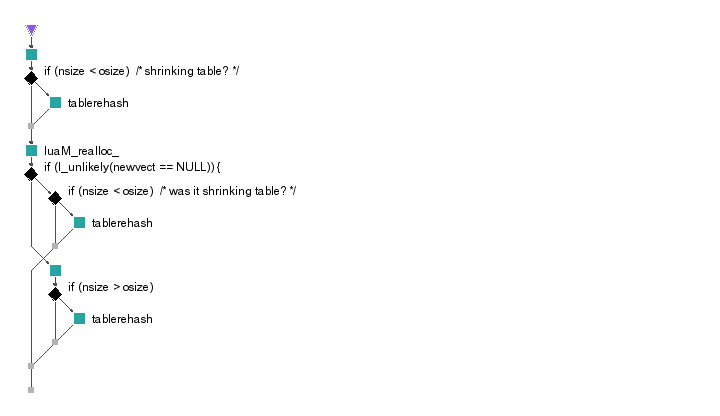 if (nsize < osize)  /* shrinking table? */
tablerehash
luaM_realloc_
if (l_unlikely(newvect == NULL)) {
if (nsize < osize)  /* was it shrinking table? */
tablerehash
if (nsize > osize)
tablerehash